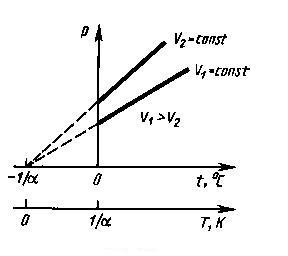 p
V₂=const
V₁=const
V₁>V₂
-1/α 0 t, °C
0 1/α T, K